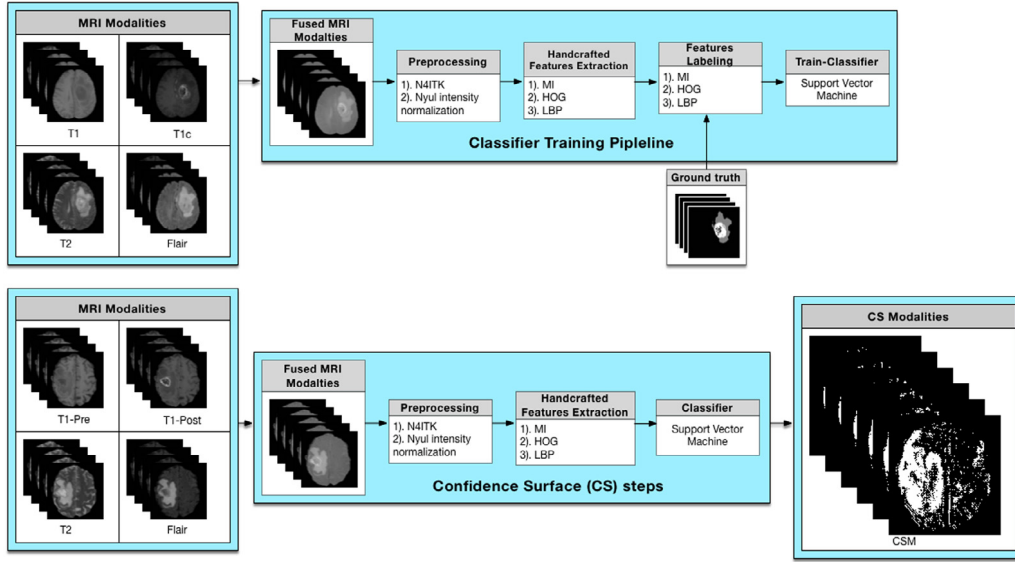 MRI Modalities
T1
T1c
T2
Flair
Fused MRI
Modalties
Preprocessing
1). N4ITK
2). Nyul intensity
normalization
Handcrafted
Features Extraction
1). MI
2). HOG
3). LBP
Features
Labeling
1). MI
2). HOG
3). LBP
Train-Classifier
Support Vector
Machine
Classifier Training Pipleline
Ground truth
MRI Modalities
T1-Pre
T1-Post
T2
Flair
Fused MRI
Modalties
Preprocessing
1). N4ITK
2). Nyul intensity
normalization
Handcrafted
Features Extraction
1). MI
2). HOG
3). LBP
Classifier
Support Vector
Machine
Confidence Surface (CS) steps
CS Modalities
CSM